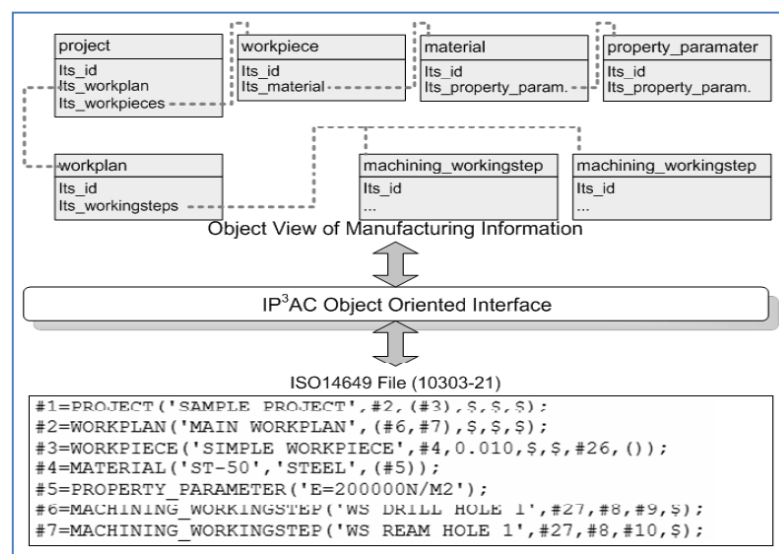 project
Its_id
Its_workplan
Its_workpieces
workpiece
Its_id
Its_material
material
Its_id
Its_property_param.
property_paramater
Its_id
Its_property_param.
workplan
Its_id
Its_workingsteps
machining_workingstep
Its_id
...
machining_workingstep
Its_id
...
Object View of Manufacturing Information
IP³AC Object Oriented Interface
ISO14649 File (10303-21)
#1=PROJECT('SAMPLE PROJECT',#2,(#3),$,$,$);
#2=WORKPLAN('MAIN WORKPLAN',(#6,#7),$,$,$);
#3=WORKPIECE('SIMPLE WORKPIECE',#4,0.010,$,$,#26,());
#4=MATERIAL('ST-50','STEEL',(#5));
#5=PROPERTY_PARAMETER('E=200000N/M2');
#6=MACHINING_WORKINGSTEP('WS DRILL HOLE 1',#27,#8,#9,$);
#7=MACHINING_WORKINGSTEP('WS REAM HOLE 1',#27,#8,#10,$);